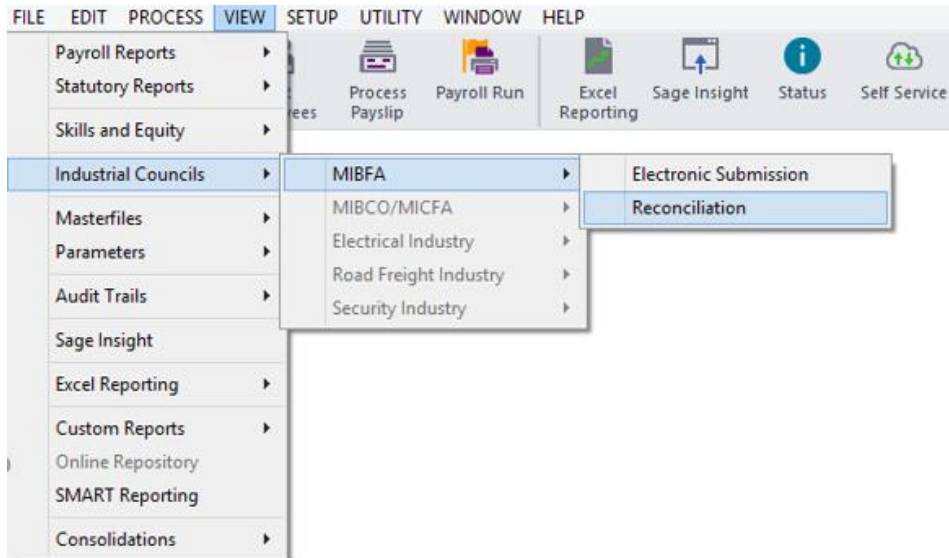 FILE EDIT PROCESS VIEW SETUP UTILITY WINDOW HELP
Process Payslip
Payroll Run
Excel Reporting
Sage Insight
Status
Self Service
Payroll Reports
Statutory Reports
Skills and Equity
Industrial Councils
Masterfiles
Parameters
Audit Trails
Sage Insight
Excel Reporting
Custom Reports
Online Repository
SMART Reporting
Consolidations
MIBFA
MIBCO/MICFA
Electrical Industry
Road Freight Industry
Security Industry
Electronic Submission
Reconciliation